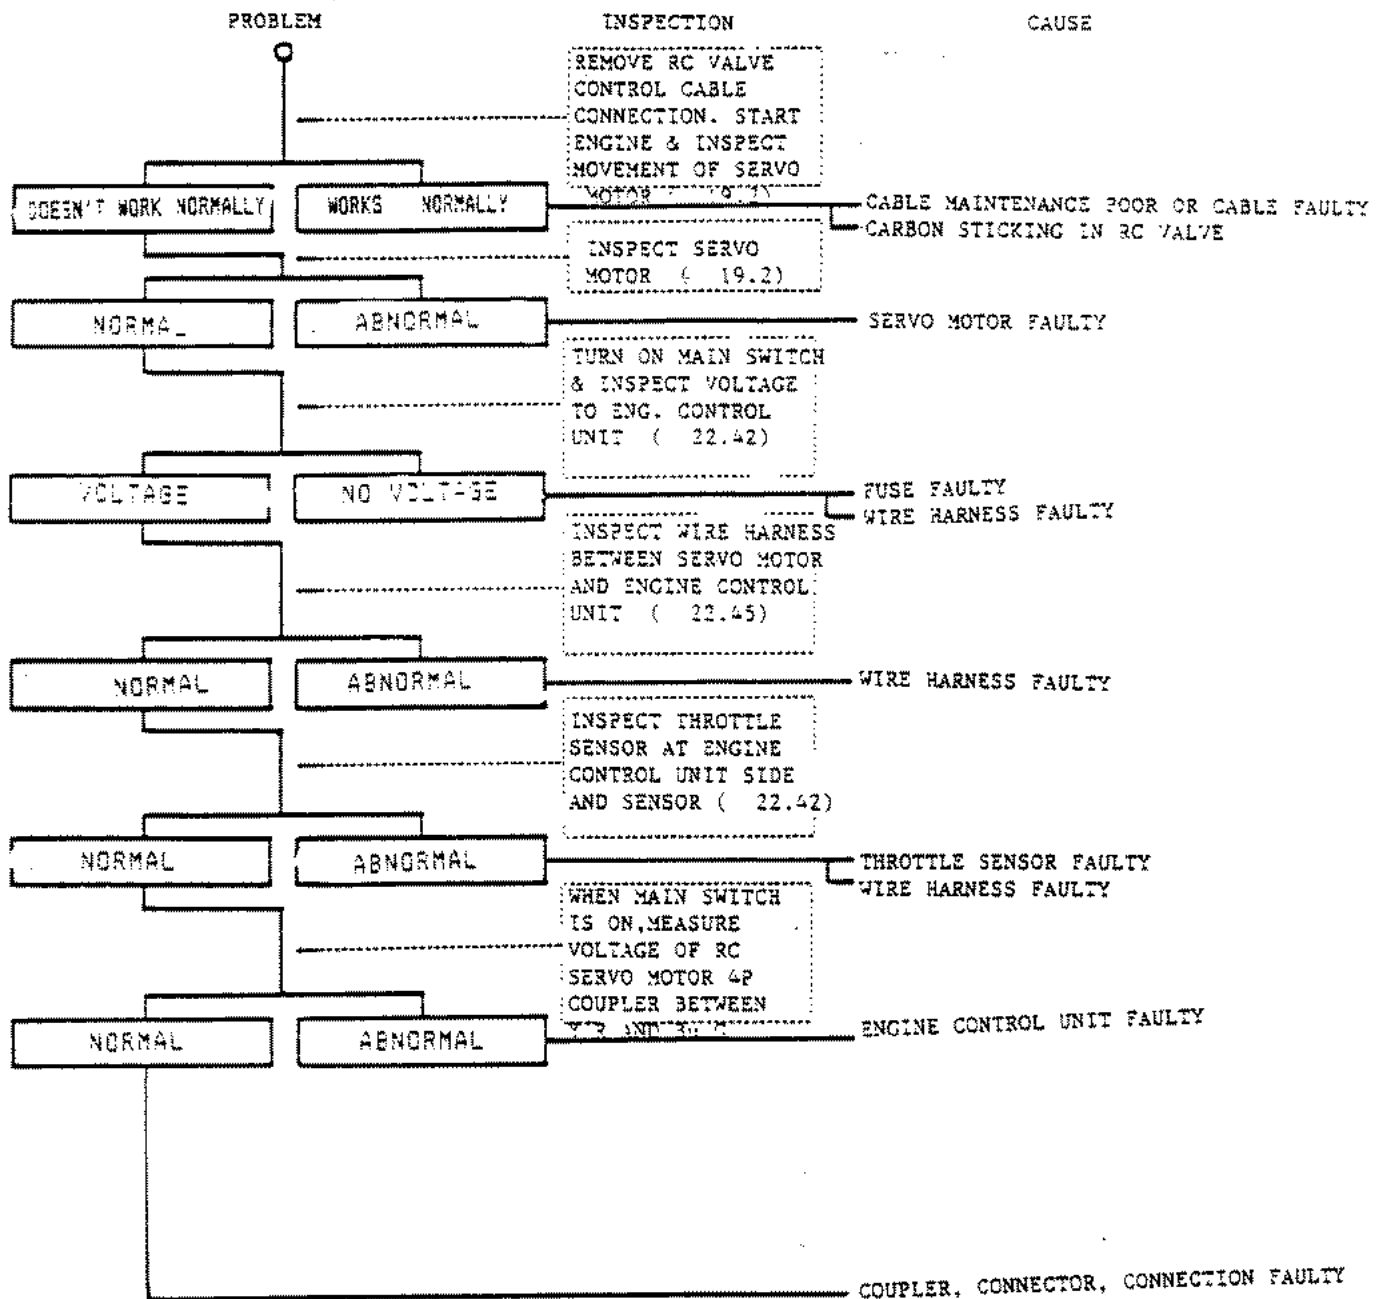 PROBLEM INSPECTION CAUSE
REMOVE RC VALVE
CONTROL CABLE
CONNECTION. START
ENGINE & INSPECT
MOVEMENT OF SERVO
MOTOR
DOESN'T WORK NORMALLY
WORKS NORMALLY
CABLE MAINTENANCE POOR OR CABLE FAULTY
CARBON STICKING IN RC VALVE
INSPECT SERVO
MOTOR ( 19.2)
NORMAL
ABNORMAL
SERVO MOTOR FAULTY
TURN ON MAIN SWITCH
& INSPECT VOLTAGE
TO ENG. CONTROL
UNIT ( 22.42)
VOLTAGE
NO VOLTAGE
FUSE FAULTY
WIRE HARNESS FAULTY
INSPECT WIRE HARNESS
BETWEEN SERVO MOTOR
AND ENGINE CONTROL
UNIT ( 22.45)
NORMAL
ABNORMAL
WIRE HARNESS FAULTY
INSPECT THROTTLE
SENSOR AT ENGINE
CONTROL UNIT SIDE
AND SENSOR ( 22.42)
NORMAL
ABNORMAL
THROTTLE SENSOR FAULTY
WIRE HARNESS FAULTY
WHEN MAIN SWITCH
IS ON,MEASURE
VOLTAGE OF RC
SERVO MOTOR 4P
COUPLER BETWEEN
AND
NORMAL
ABNORMAL
ENGINE CONTROL UNIT FAULTY
COUPLER, CONNECTOR, CONNECTION FAULTY